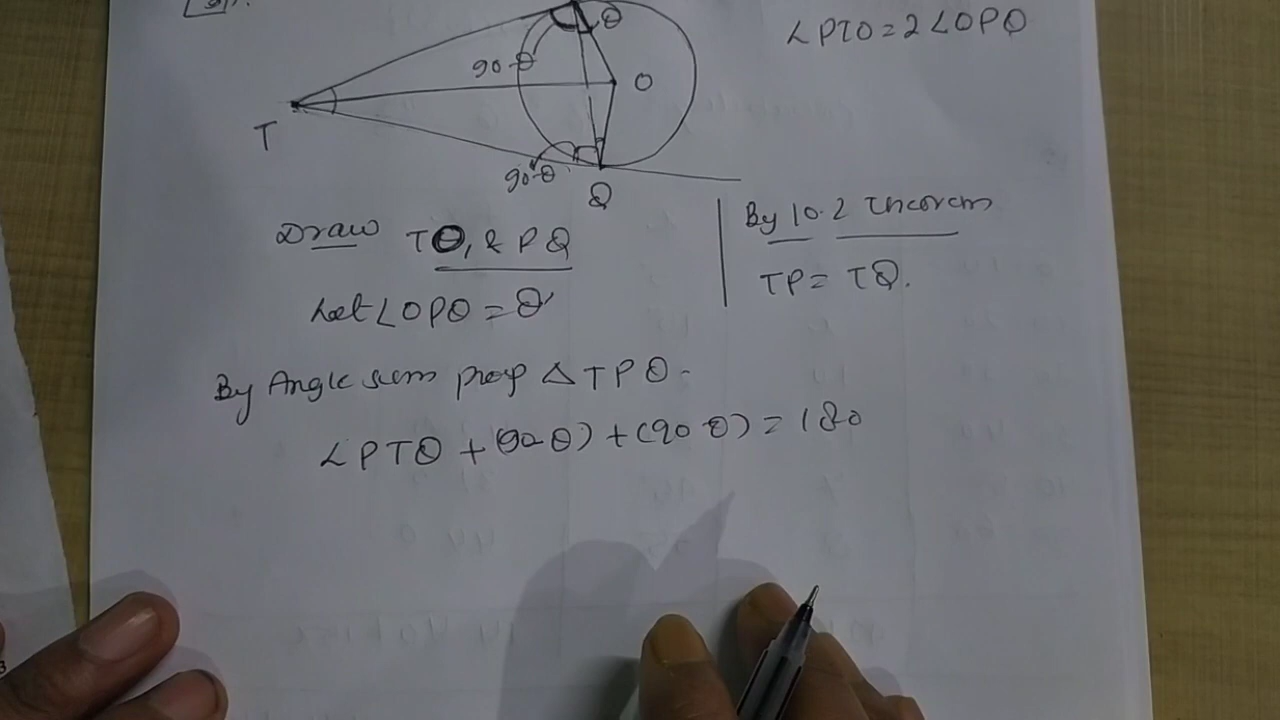 ∠PTQ = 2∠OPQ
θ
90-θ
O
T
90-θ
Q
Draw TO, & PQ
By 10.2 Theorem
TP = TQ.
Let ∠OPQ = θ
By Angle sum prop Δ TPQ.
∠PTQ + (90-θ) + (90 θ) = 180